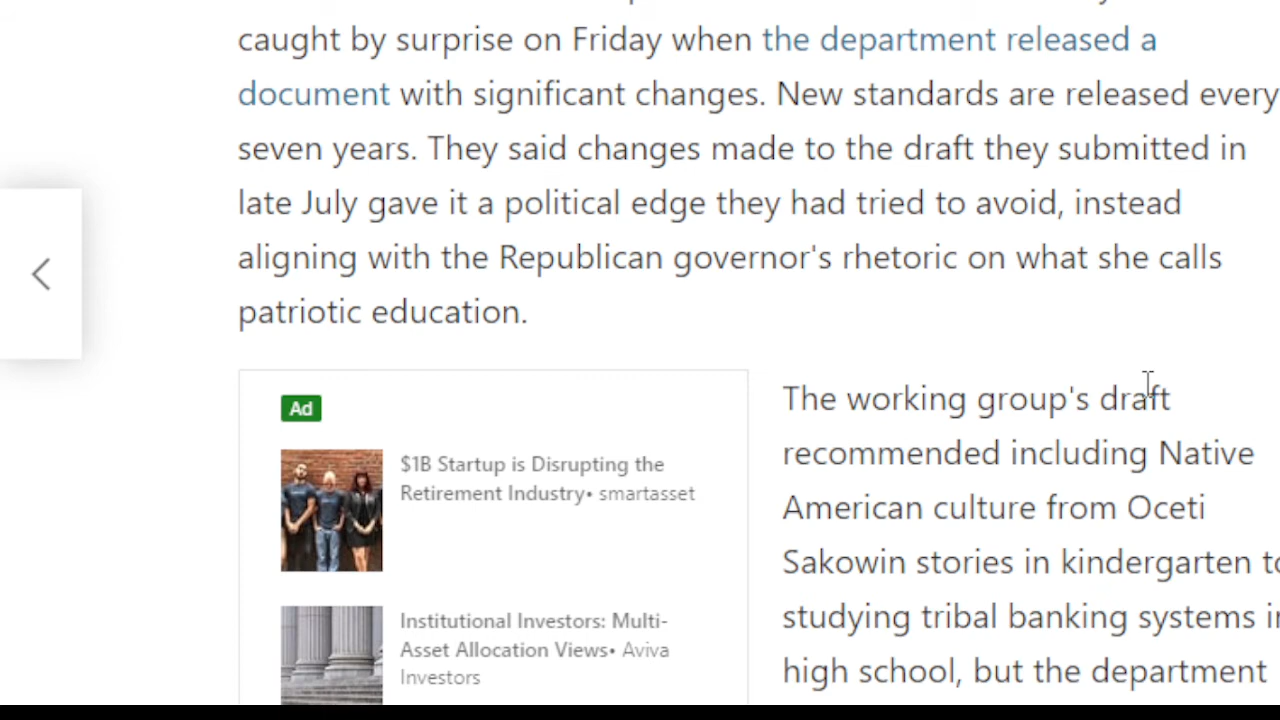 caught by surprise on Friday when the department released a
document with significant changes. New standards are released every
seven years. They said changes made to the draft they submitted in
late July gave it a political edge they had tried to avoid, instead
aligning with the Republican governor's rhetoric on what she calls
patriotic education.
Ad
$1B Startup is Disrupting the
Retirement Industry• smartasset
Institutional Investors: Multi-
Asset Allocation Views• Aviva
Investors
The working group's draft
recommended including Native
American culture from Oceti
Sakowin stories in kindergarten to
studying tribal banking systems in
high school, but the department